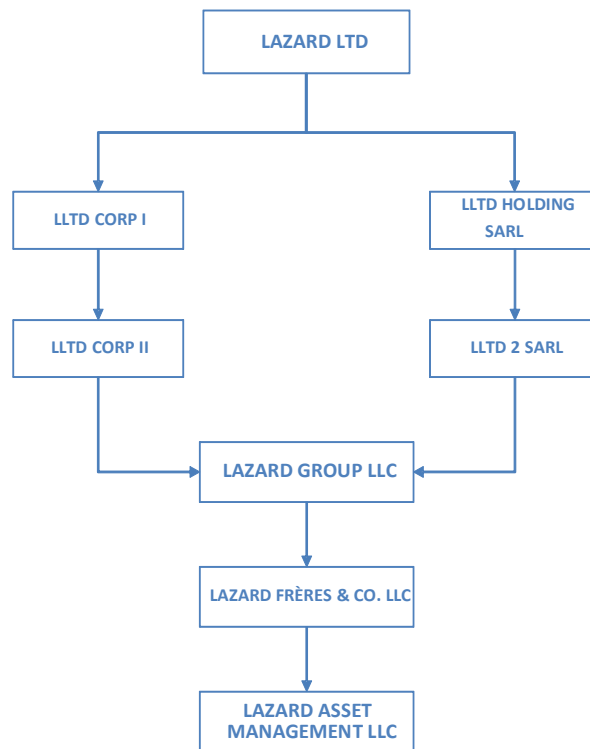 LAZARD LTD
LLTD CORP I
LLTD HOLDING
SARL
LLTD CORP II
LLTD 2 SARL
LAZARD GROUP LLC
LAZARD FRÈRES & CO. LLC
LAZARD ASSET
MANAGEMENT LLC